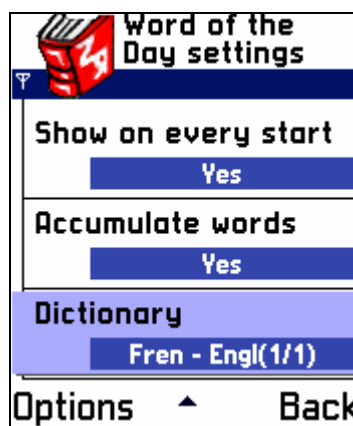 Word of the
Day settings
Show on every start
Yes
Accumulate words
Yes
Dictionary
Fren - Engl(1/1)
Options Back